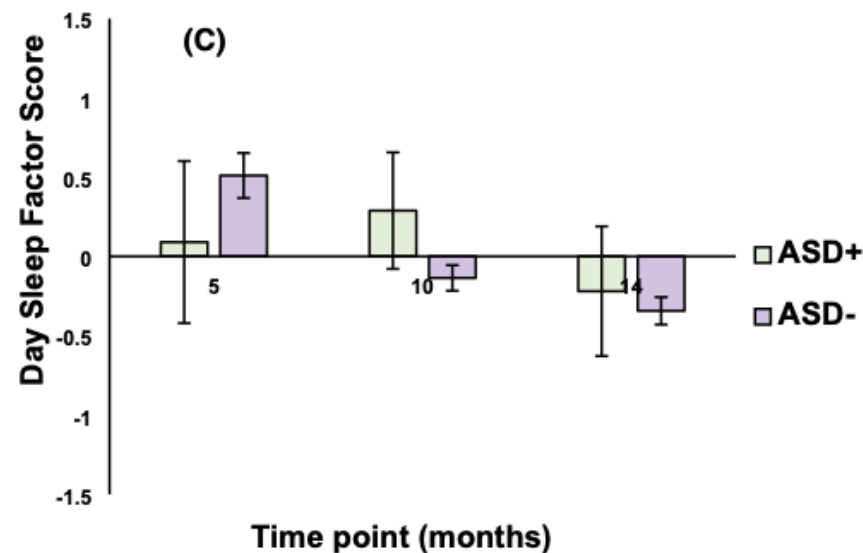 (C)
Day Sleep Factor Score
1.5
1
0.5
0
-0.5
-1
-1.5
5
10
14
ASD+
ASD-
Time point (months)